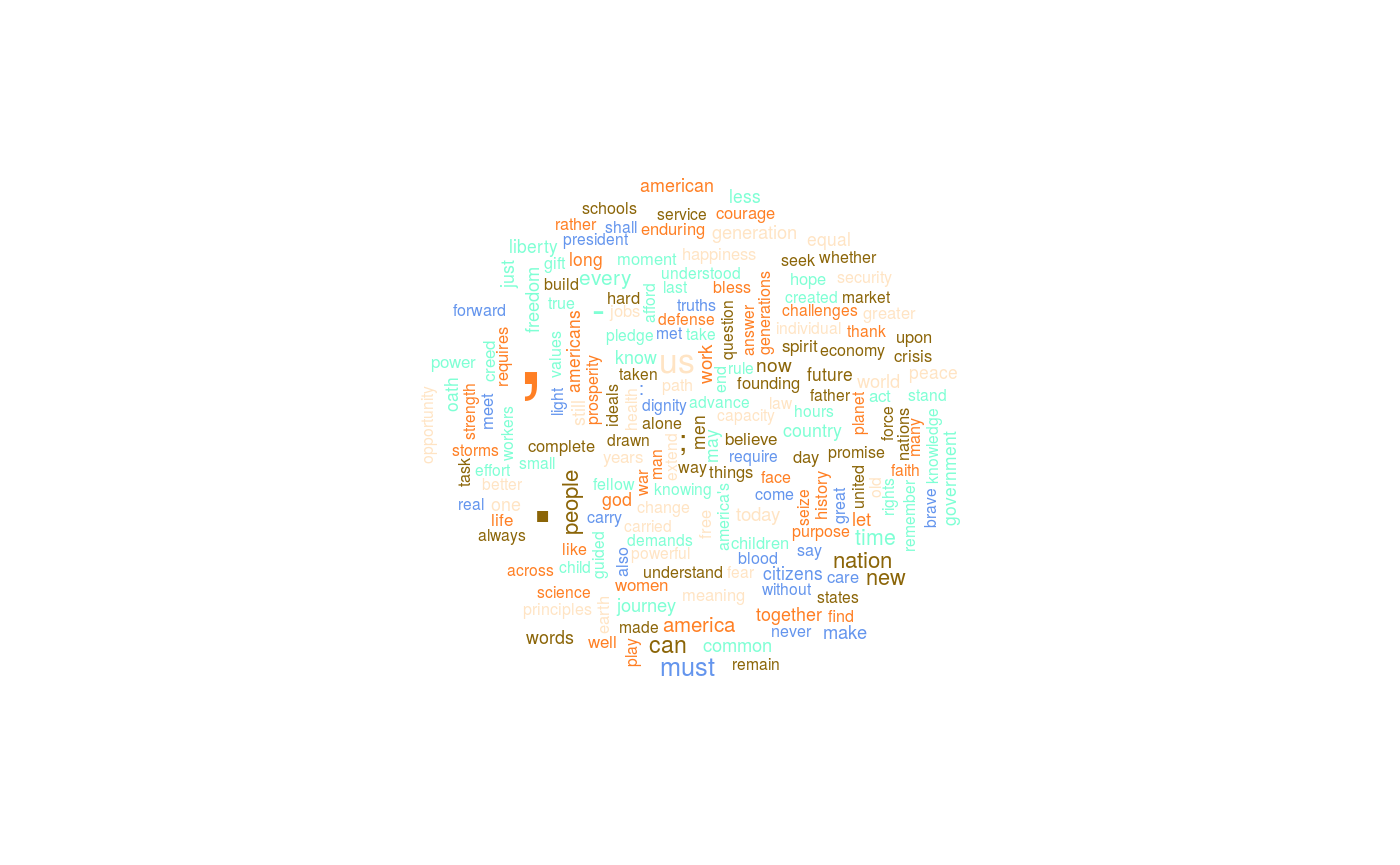 american
less
schools
service
courage
rather
shall
enduring
generation
president
equal
liberty
happiness
long
gift
moment
seek
whether
just
every
understood
freedom
build
last
bless
hope
security
afford
generations
true
hard
truths
created
market
forward
-
jobs
defense
question
answer
challenges
greater
americans
pledge
met
take
individual
thank
requires
values
know
us
work
spirit
economy
upon
creed
crisis
power
prosperity
taken
end
rule
now
future
world
peace
,
path
founding
oath
light
still
ideals
health
:
dignity
advance
law
father
act
stand
opportunity
strength
meet
alone
capacity
hours
planet
force
nations
many
knowledge
workers
complete
drawn
;
men
may
believe
country
government
storms
years
extend
require
day
promise
task
effort
small
man
way
things
face
faith
better
fellow
war
knowing
come
united
old
rights
real
one
people
god
america's
seize
history
great
remember
brave
life
.
carry
change
free
today
let
always
carried
purpose
time
like
guided
demands
children
say
also
powerful
blood
nation
across
child
understand
fear
citizens
care
new
science
women
meaning
without
states
principles
earth
journey
together
find
words
made
america
never
make
well
play
can
common
must
remain